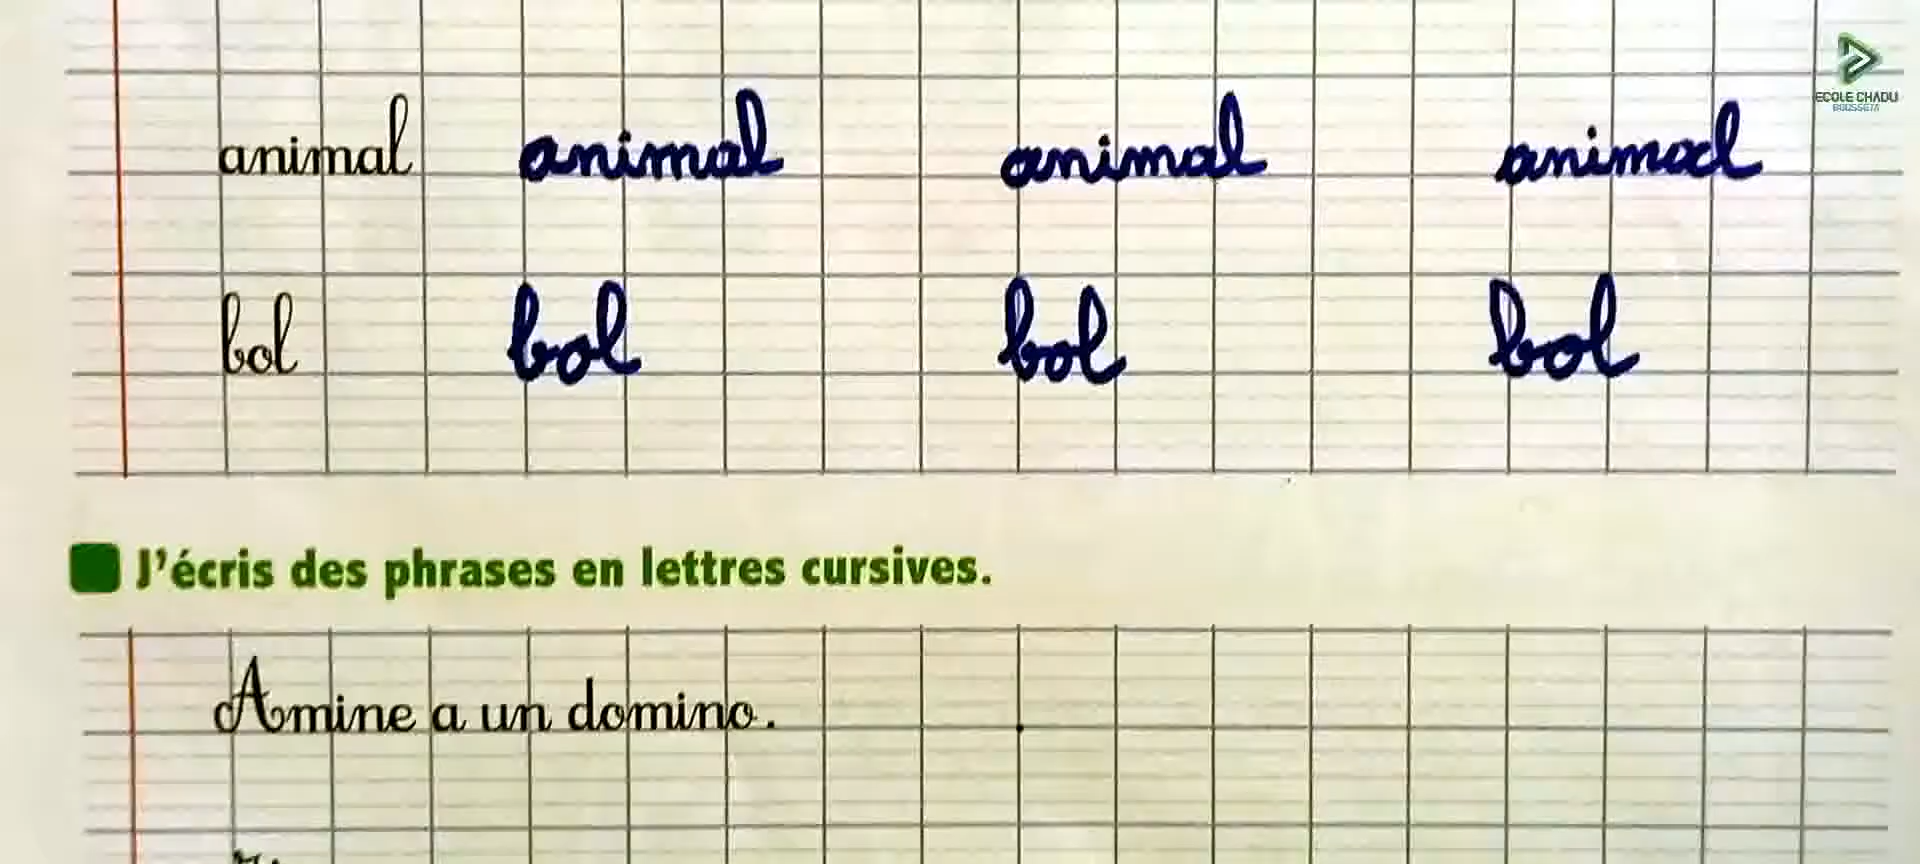 ECOLE CHADLI
BOUSSETA
animal animal animal animal
bol bol bol bol
J'écris des phrases en lettres cursives.
Amine a un domino.